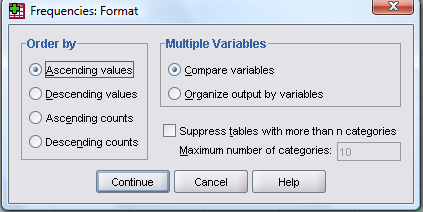 Frequencies: Format
Order by
Ascending values
Descending values
Ascending counts
Descending counts
Multiple Variables
Compare variables
Organize output by variables
Suppress tables with more than n categories
Maximum number of categories: 10
Continue Cancel Help